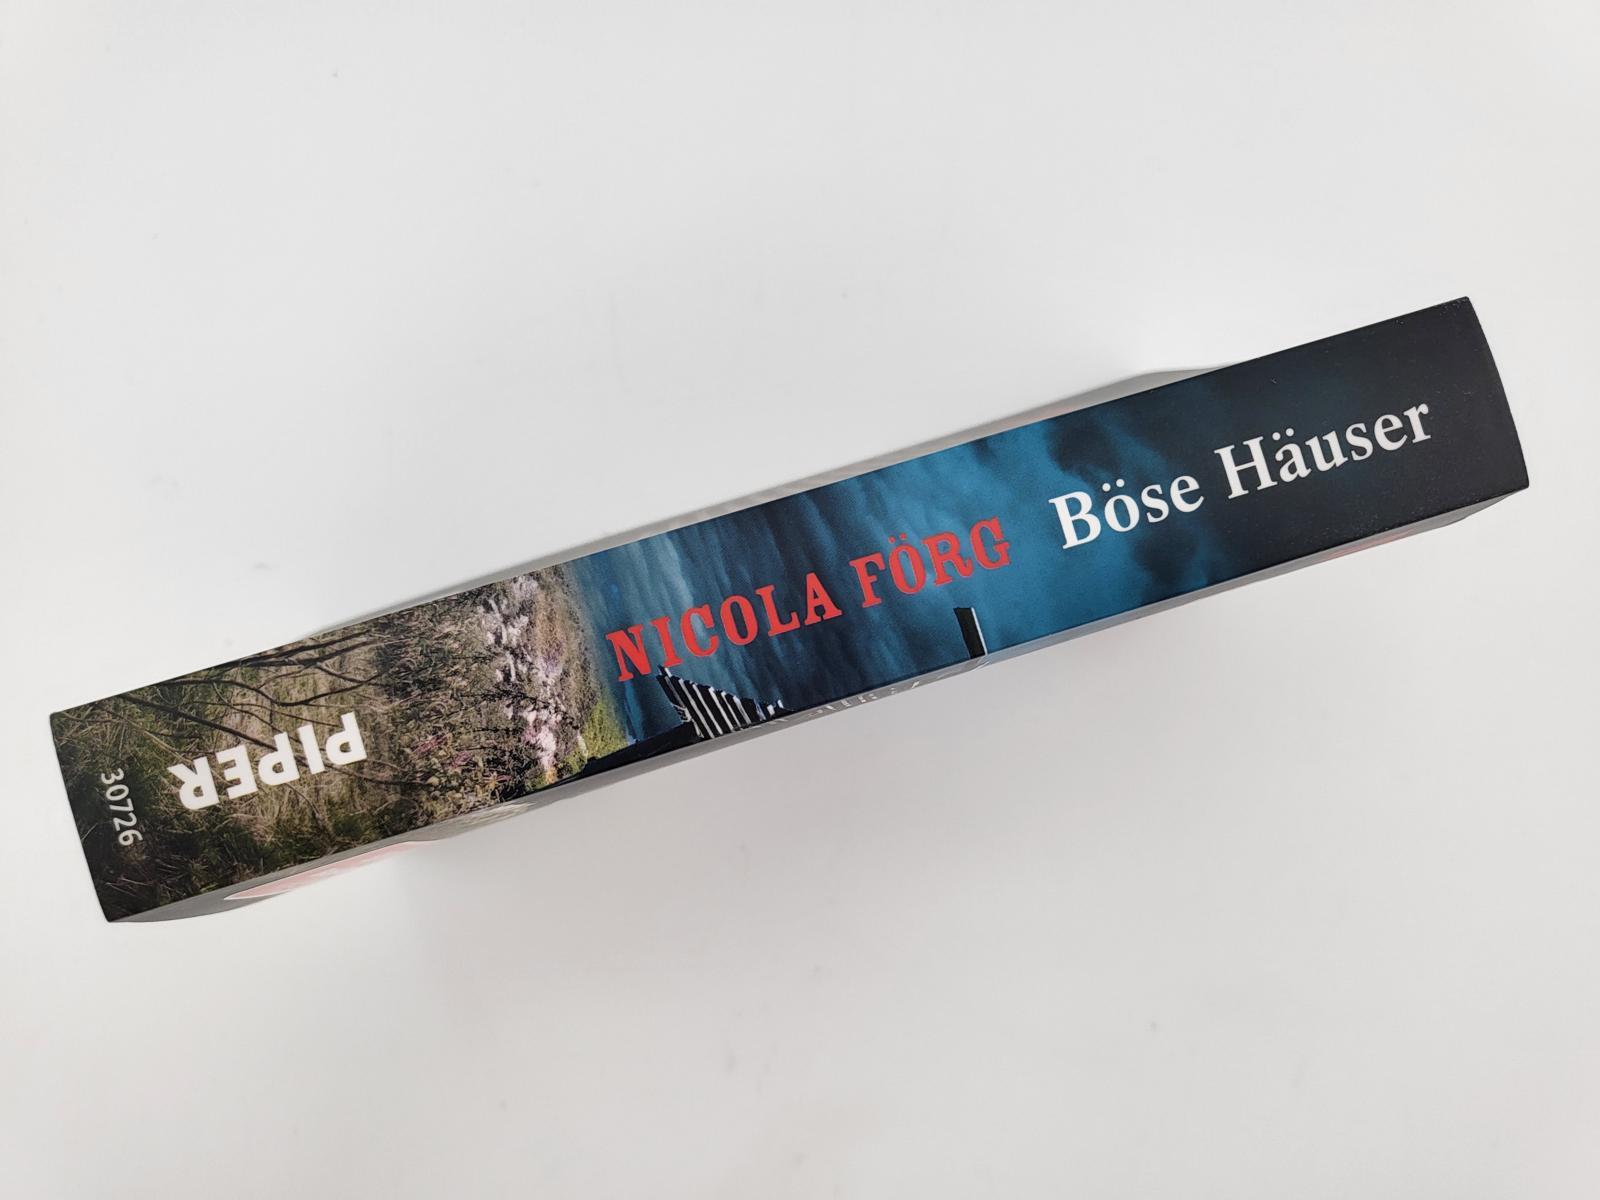 NICOLA FÖRG Böse Häuser
PIPER
30726